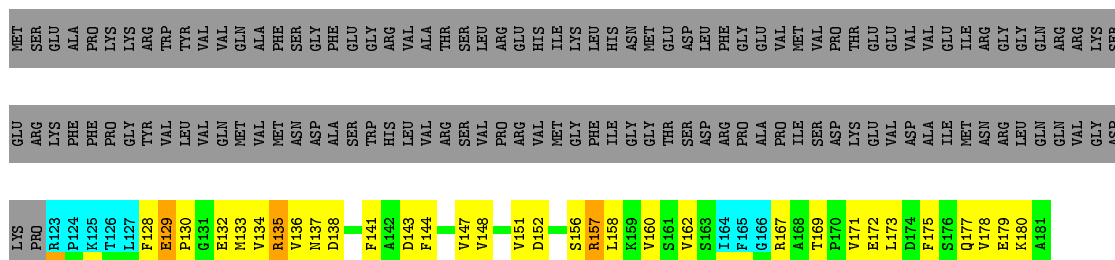 MET SER GLU ALA PRO LYS LYS ARG TRP TYR VAL VAL GLN ALA PHE SER GLY PHE GLU GLY ARG VAL ALA THR SER LEU ARG GLU HIS ILE LYS LEU HIS ASN MET GLU ASP LEU PHE GLY GLU VAL MET VAL PRO THR GLU GLU VAL VAL GLU ILE ARG GLY GLY GLN ARG ARG LYS SER
GLU ARG LYS PHE PHE PRO GLY TYR VAL LEU VAL GLN MET VAL MET ASN ASP ALA SER TRP HIS LEU VAL ARG SER VAL PRO ARG VAL MET GLY PHE ILE GLY GLY THR SER ASP ARG PRO ALA PRO ILE SER ASP LYS GLU VAL ASP ALA ILE MET ASN ARG LEU GLN GLN VAL GLY ASP
LYS PRO R123 P124 K125 T126 L127 F128 E129 P130 G131 E132 M133 V134 R135 V136 N137 D138 F141 A142 D143 F144 V147 V148 V151 D152 S156 R157 L158 K159 V160 S161 V162 S163 I164 F165 G166 R167 A168 T169 P170 V171 E172 L173 D174 F175 S176 Q177 V178 E179 K180 A181